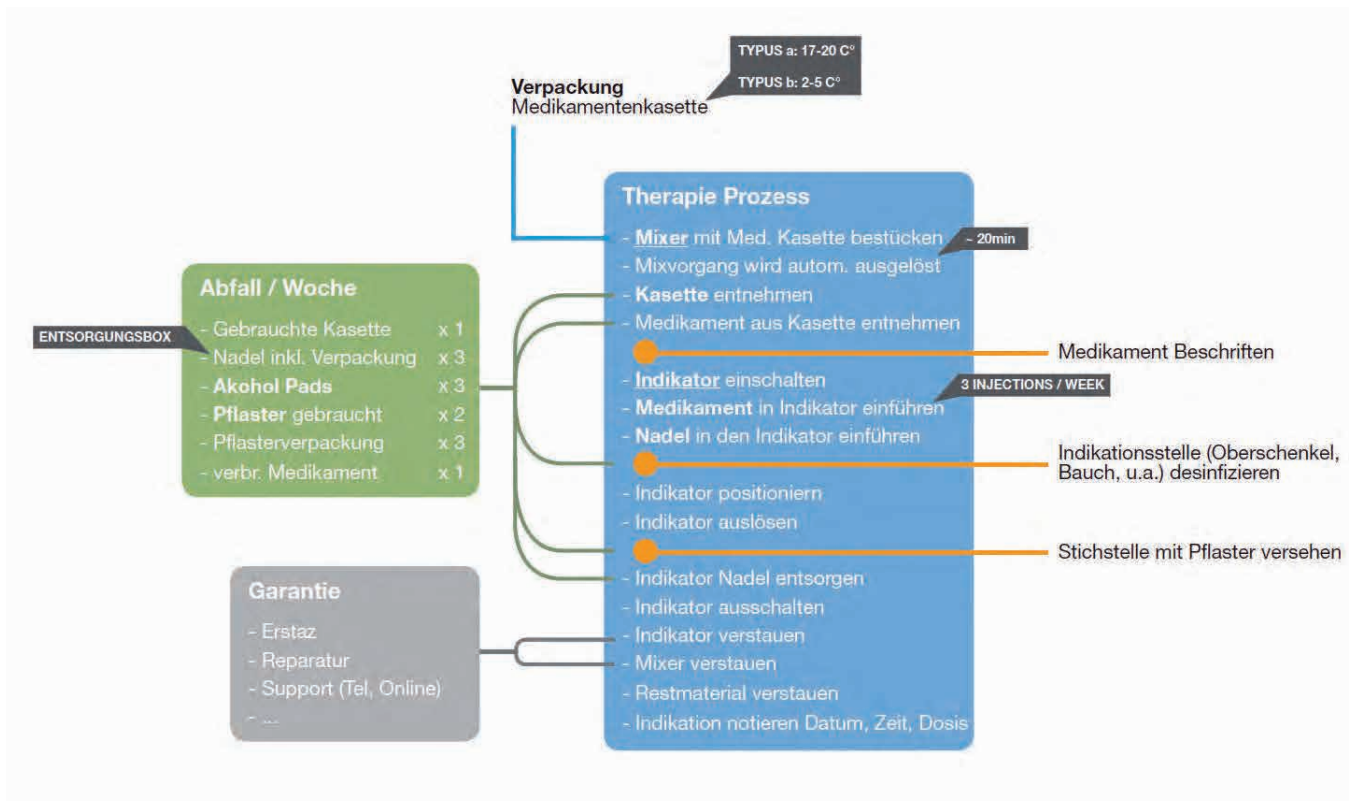 TYPUS a: 17-20 C°
TYPUS b: 2-5 C°
Verpackung
Medikamentenkasette
Therapie Prozess
- Mixer mit Med. Kasette bestücken
~ 20min
- Mixvorgang wird autom. ausgelöst
- Kasette entnehmen
- Medikament aus Kasette entnehmen
Medikament Beschriften
- Indikator einschalten
3 INJECTIONS / WEEK
- Medikament in Indikator einführen
- Nadel in den Indikator einführen
Indikationsstelle (Oberschenkel,
Bauch, u.a.) desinfizieren
- Indikator positioniern
- Indikator auslösen
Stichstelle mit Pflaster versehen
- Indikator Nadel entsorgen
- Indikator ausschalten
- Indikator verstauen
- Mixer verstauen
- Restmaterial verstauen
- Indikation notieren Datum, Zeit, Dosis
Abfall / Woche
ENTSORGUNGSBOX
- Gebrauchte Kasette x 1
- Nadel inkl. Verpackung x 3
- Akohol Pads x 3
- Pflaster gebraucht x 2
- Pflästerverpackung x 3
- verbr. Medikament x 1
Garantie
- Erstaz
- Reparatur
- Support (Tel, Online)
- ...